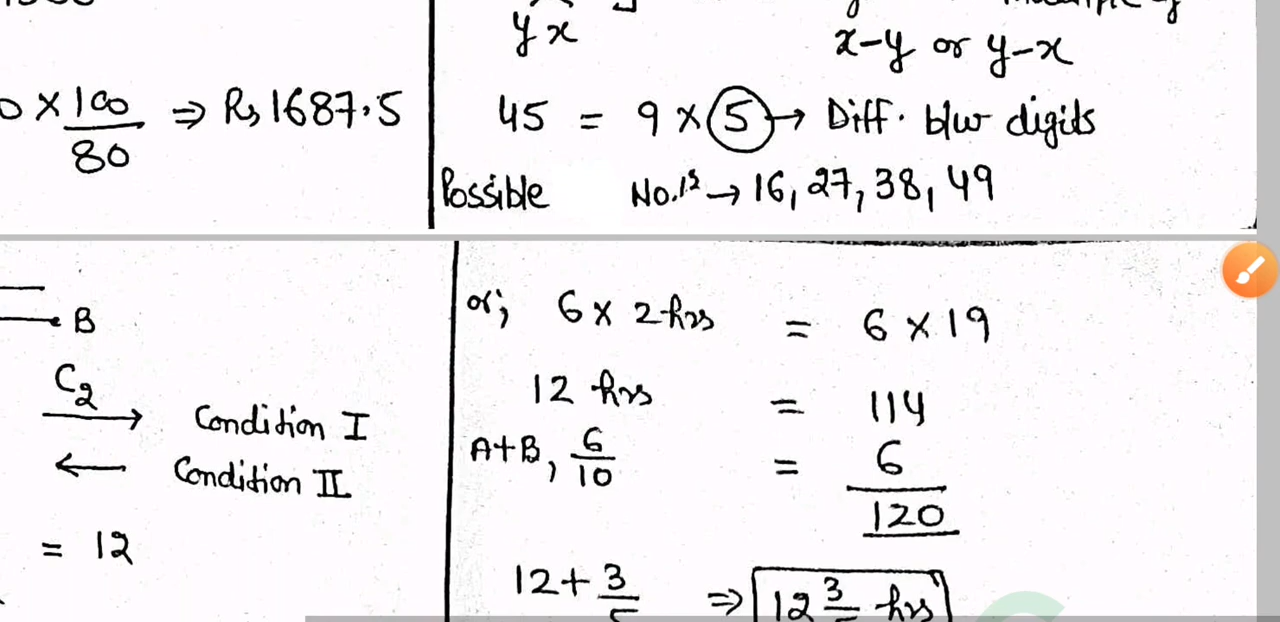 y x
x-y or y-x
0 × 100/80 ⇒ Rs 1687.5
45 = 9 × 5 → Diff. b/w digits
Possible No.1s → 16, 27, 38, 49
B
C2
→ Condition I
← Condition II
= 12
or; 6 × 2 hrs = 6 × 19
12 hrs = 114
A+B, 6/10 = 6
120
12 + 3/5 ⇒ 12 3/5 hrs